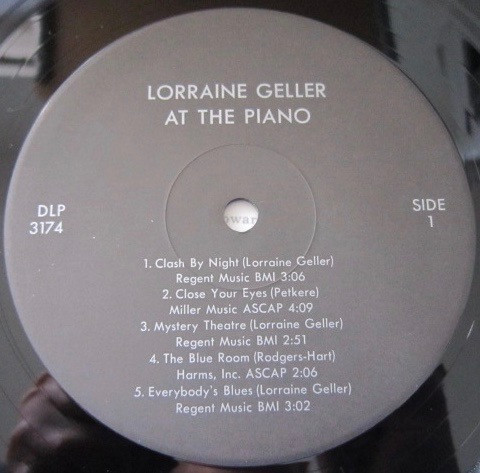 LORRAINE GELLER
AT THE PIANO
DLP
3174
SIDE
1
1. Clash By Night (Lorraine Geller)
Regent Music BMI 3:06
2. Close Your Eyes (Petkere)
Miller Music ASCAP 4:09
3. Mystery Theatre (Lorraine Geller)
Regent Music BMI 2:51
4. The Blue Room (Rodgers-Hart)
Harms, Inc. ASCAP 2:06
5. Everybody's Blues (Lorraine Geller)
Regent Music BMI 3:02